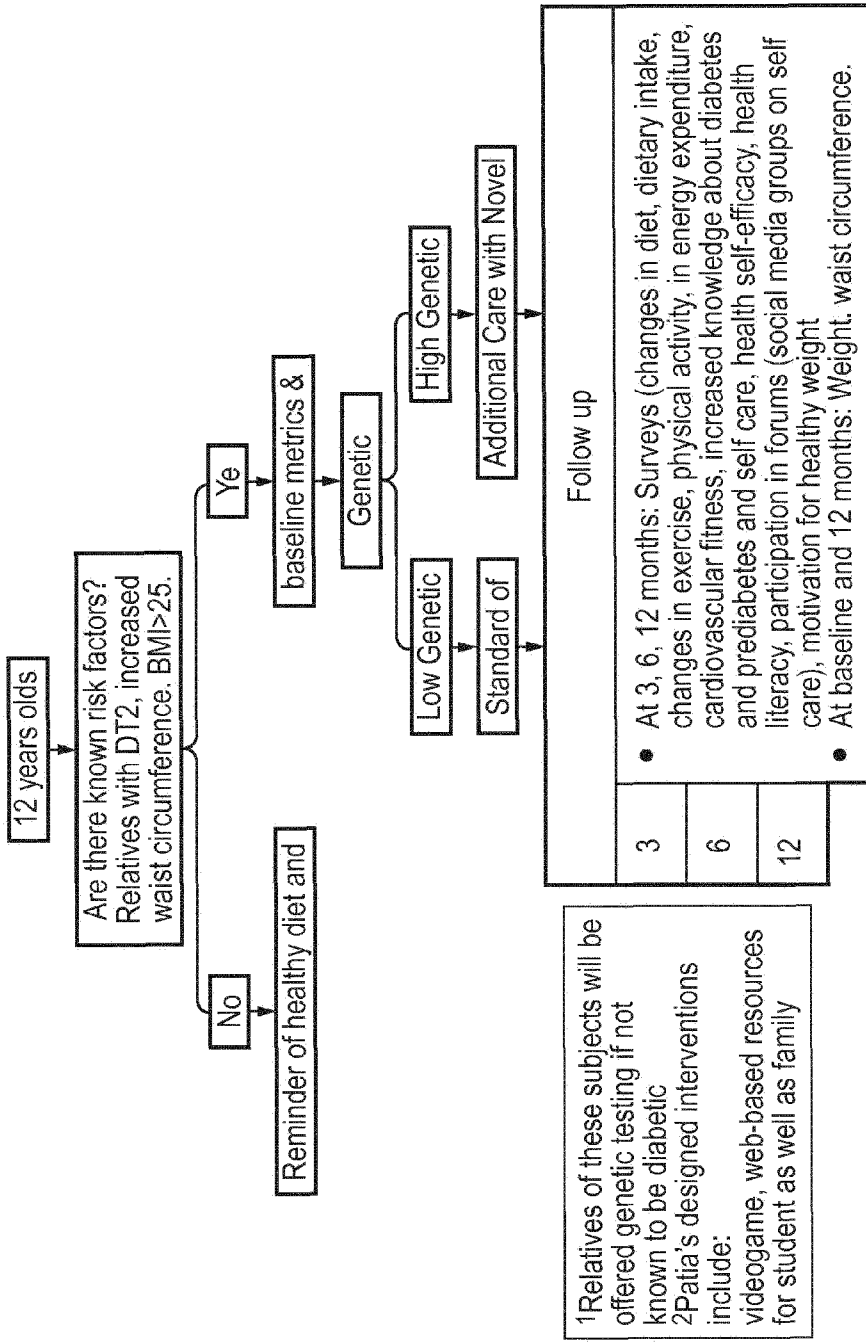 12 years olds
Are there known risk factors?
Relatives with DT2, increased
waist circumference. BMI>25.
No
Ye
Reminder of healthy diet and
baseline metrics &
Genetic
Low Genetic
High Genetic
Standard of
Additional Care with Novel
Follow up
3
6
12
• At 3, 6, 12 months: Surveys (changes in diet, dietary intake,
changes in exercise, physical activity, in energy expenditure,
cardiovascular fitness, increased knowledge about diabetes
and prediabetes and self care, health self-efficacy, health
literacy, participation in forums (social media groups on self
care), motivation for healthy weight
• At baseline and 12 months: Weight. waist circumference.
¹Relatives of these subjects will be
offered genetic testing if not
known to be diabetic
²Patia's designed interventions
include:
videogame, web-based resources
for student as well as family